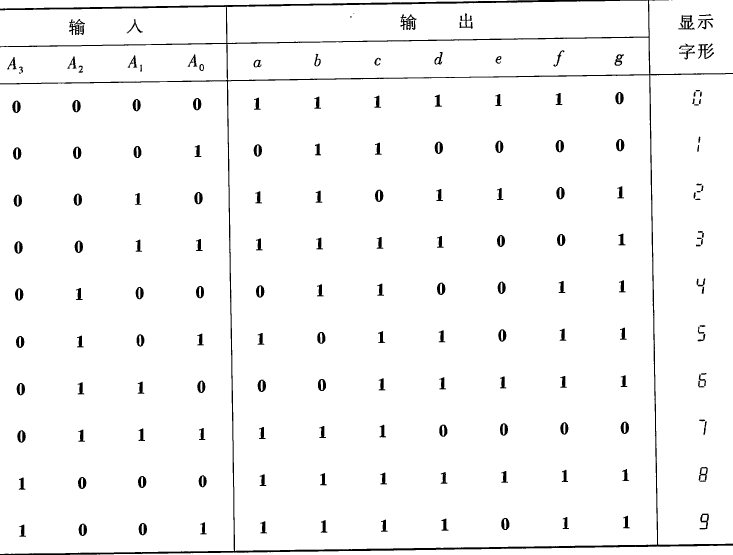 输 入 输 出 显示
字形
A3 A2 A1 A0 a b c d e f g
0 0 0 0 1 1 1 1 1 1 0 0
0 0 0 1 0 1 1 0 0 0 0 1
0 0 1 0 1 1 0 1 1 0 1 2
0 0 1 1 1 1 1 1 0 0 1 3
0 1 0 0 0 1 1 0 0 1 1 4
0 1 0 1 1 0 1 1 0 1 1 5
0 1 1 0 0 0 1 1 1 1 1 6
0 1 1 1 1 1 1 0 0 0 0 7
1 0 0 0 1 1 1 1 1 1 1 8
1 0 0 1 1 1 1 1 0 1 1 9